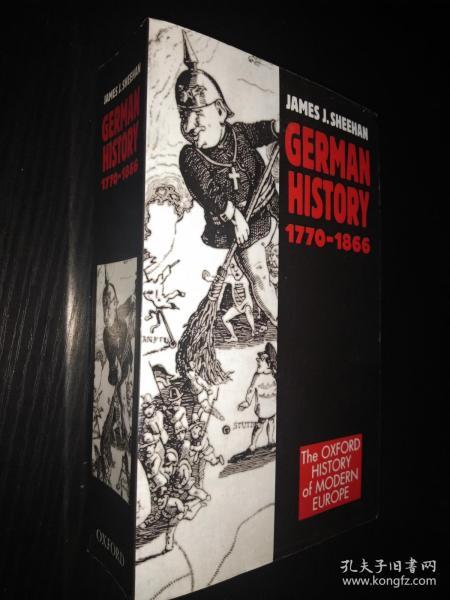 JAMES J. SHEEHAN
GERMAN
HISTORY
1770-1866
OXFORD
JAMES J. SHEEHAN
GERMAN
HISTORY
1770-1866
The OXFORD
HISTORY
of MODERN
EUROPE
孔夫子旧书网
www.kongfz.com